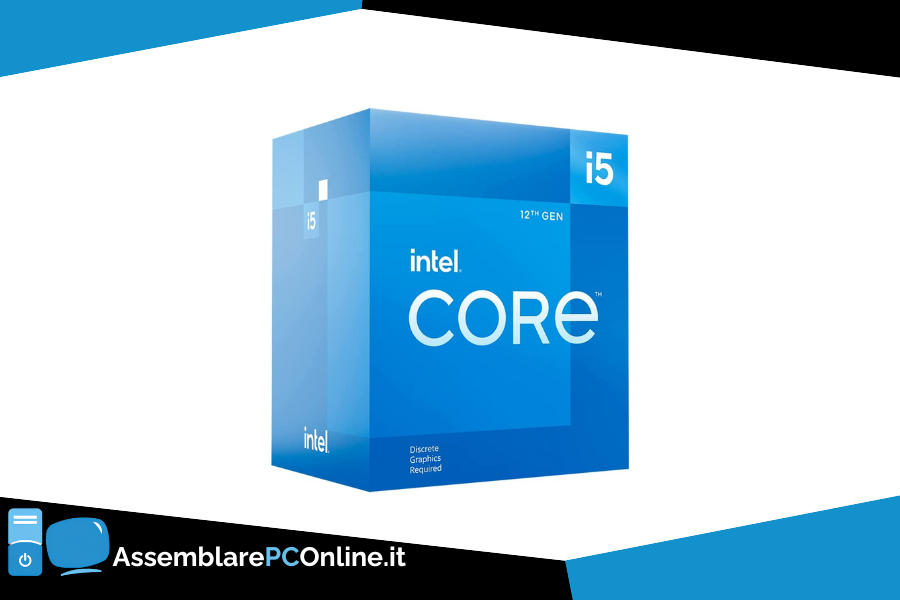 i5
12TH GEN
i5
intel.
CORE™
intel.
Discrete
Graphics
Required
AssemblarePCOnline.it